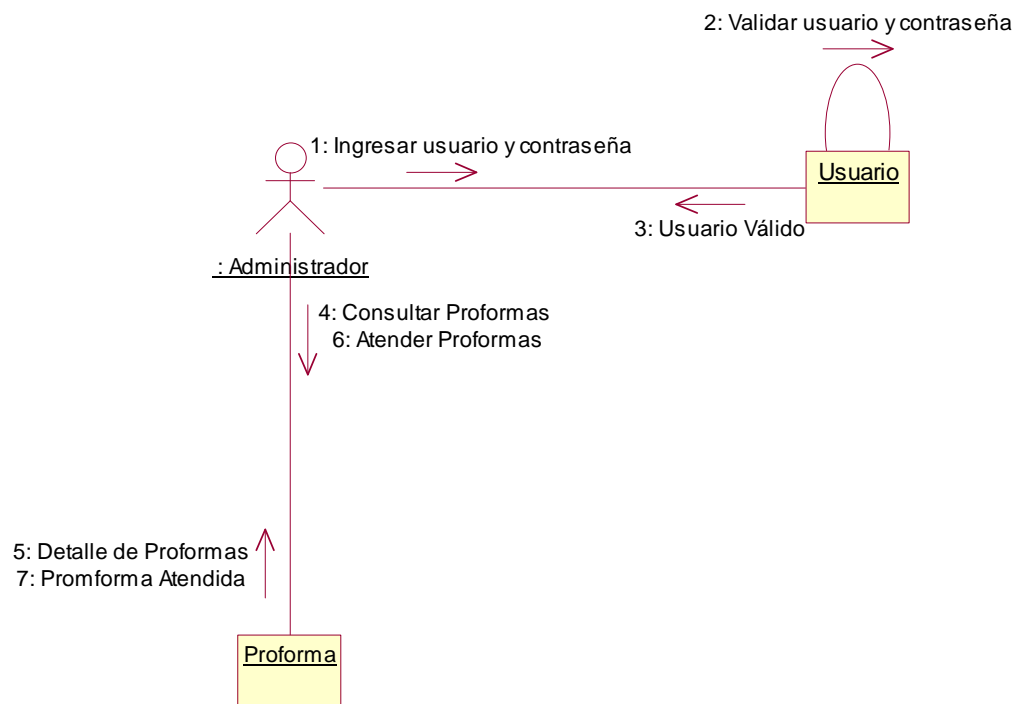 2: Validar usuario y contraseña
1: Ingresar usuario y contraseña
Usuario
3: Usuario Válido
: Administrador
4: Consultar Proformas
6: Atender Proformas
5: Detalle de Proformas
7: Promforma Atendida
Proforma